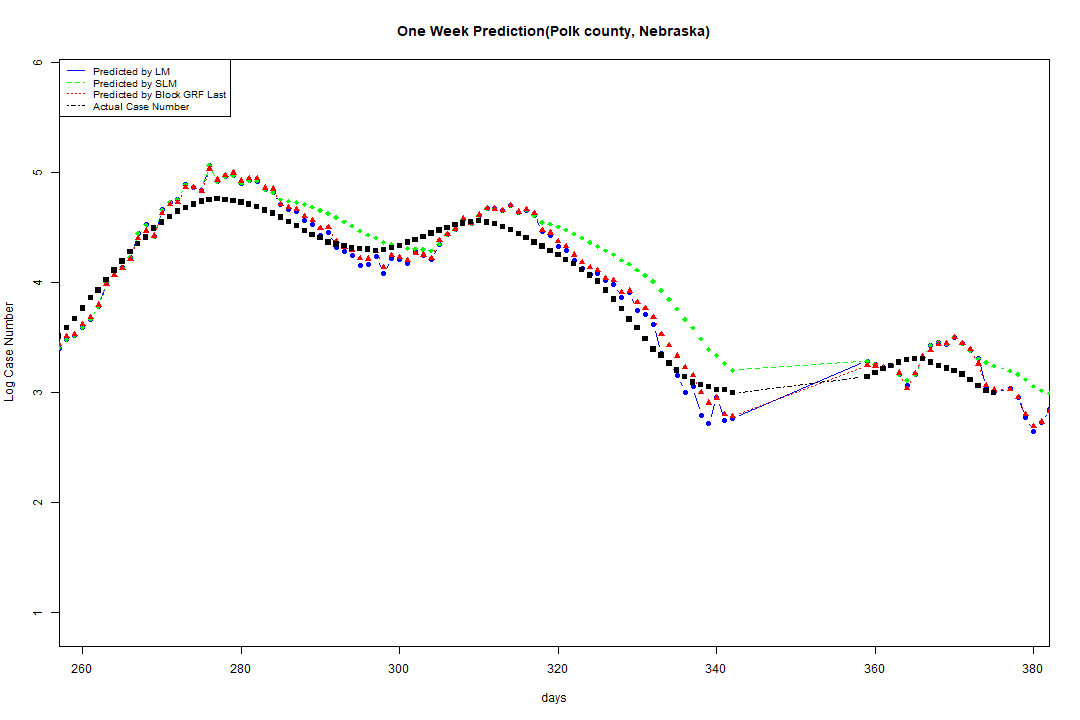 One Week Prediction(Polk county, Nebraska)
Predicted by LM
Predicted by SLM
Predicted by Block GRF Last
Actual Case Number
6
5
4
3
2
1
Log Case Number
260 280 300 320 340 360 380
days